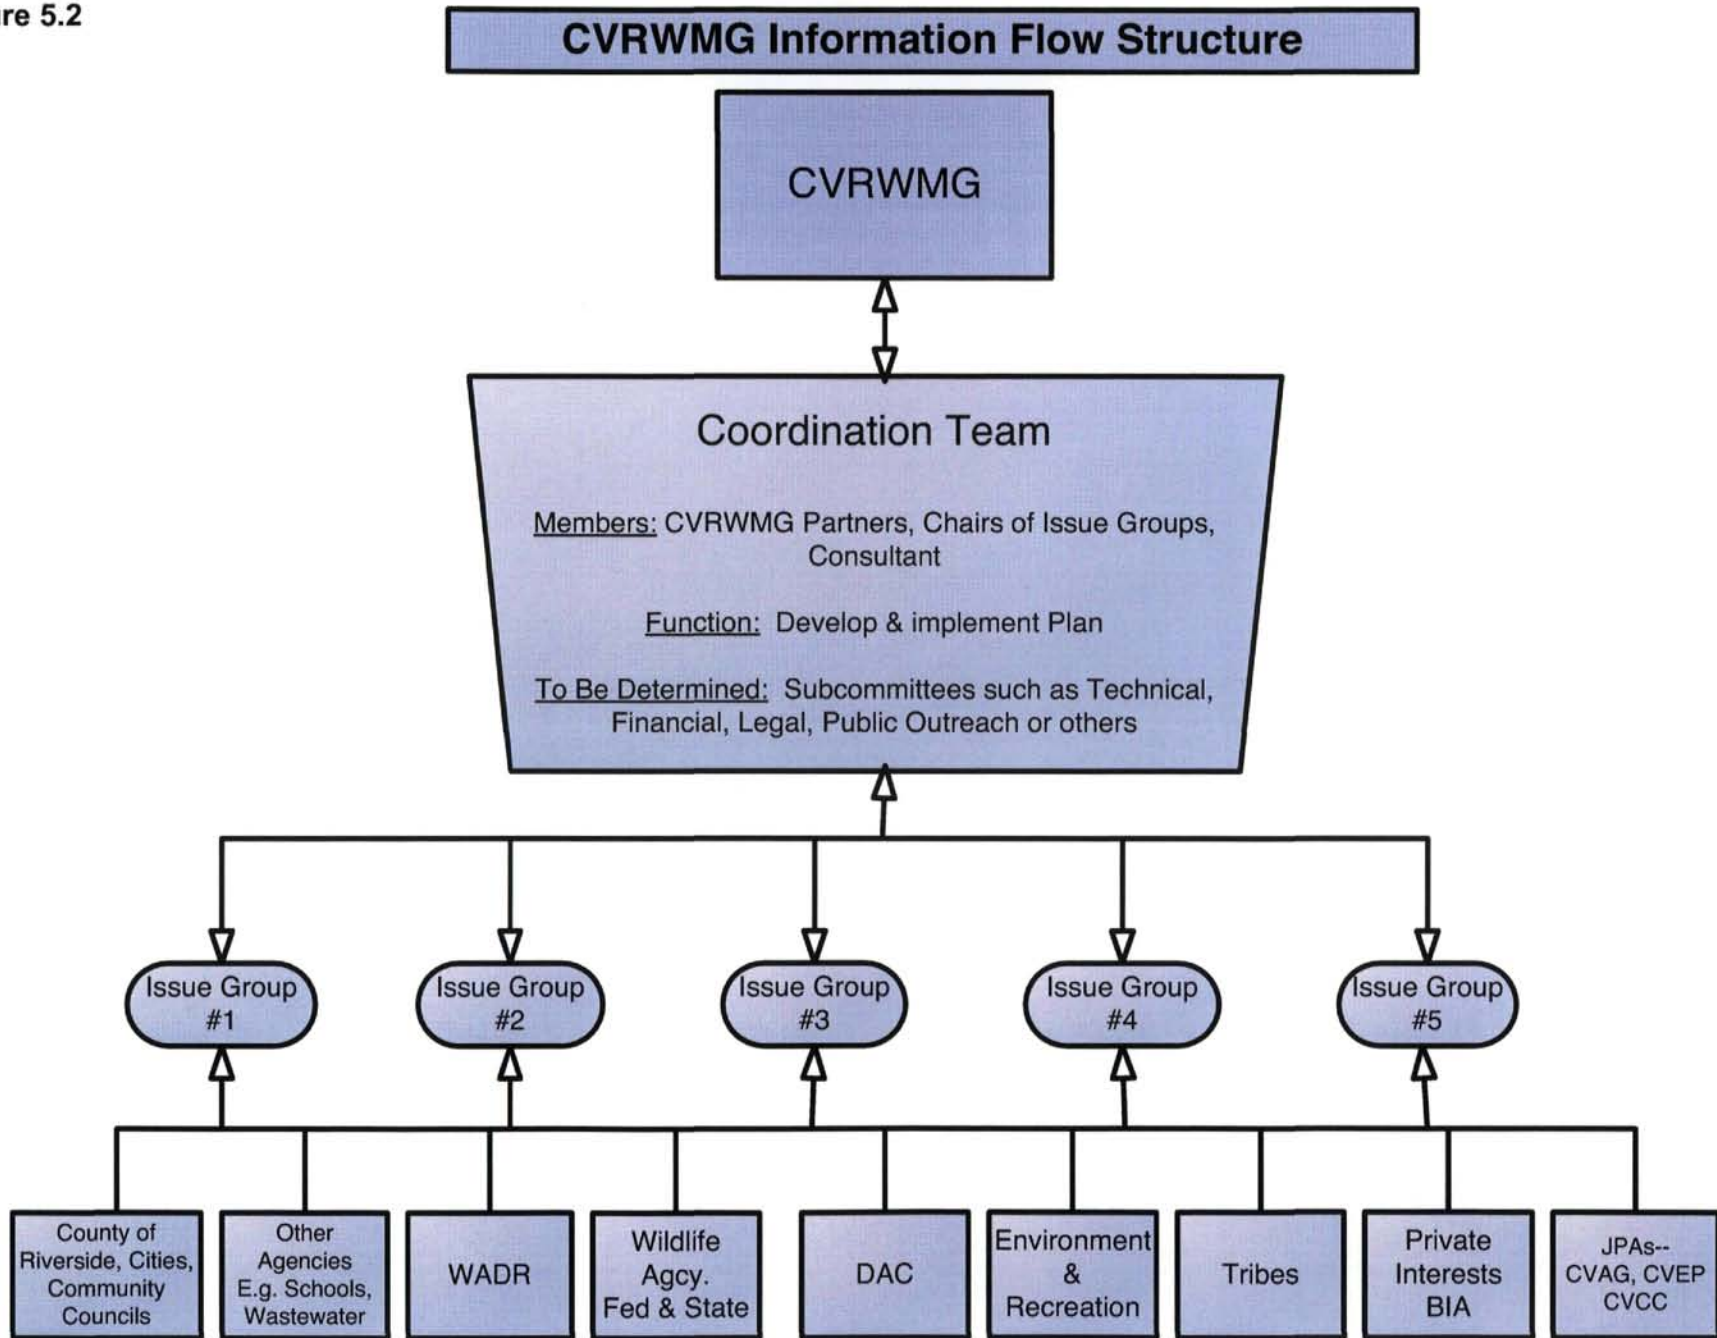 re 5.2
CVRWMG Information Flow Structure
CVRWMG
Coordination Team
Members: CVRWMG Partners, Chairs of Issue Groups,
Consultant
Function: Develop & implement Plan
To Be Determined: Subcommittees such as Technical,
Financial, Legal, Public Outreach or others
Issue Group
#1
Issue Group
#2
Issue Group
#3
Issue Group
#4
Issue Group
#5
County of
Riverside, Cities,
Community
Councils
Other
Agencies
E.g. Schools,
Wastewater
WADR
Wildlife
Agcy.
Fed & State
DAC
Environment
&
Recreation
Tribes
Private
Interests
BIA
JPAs--
CVAG, CVEP
CVCC